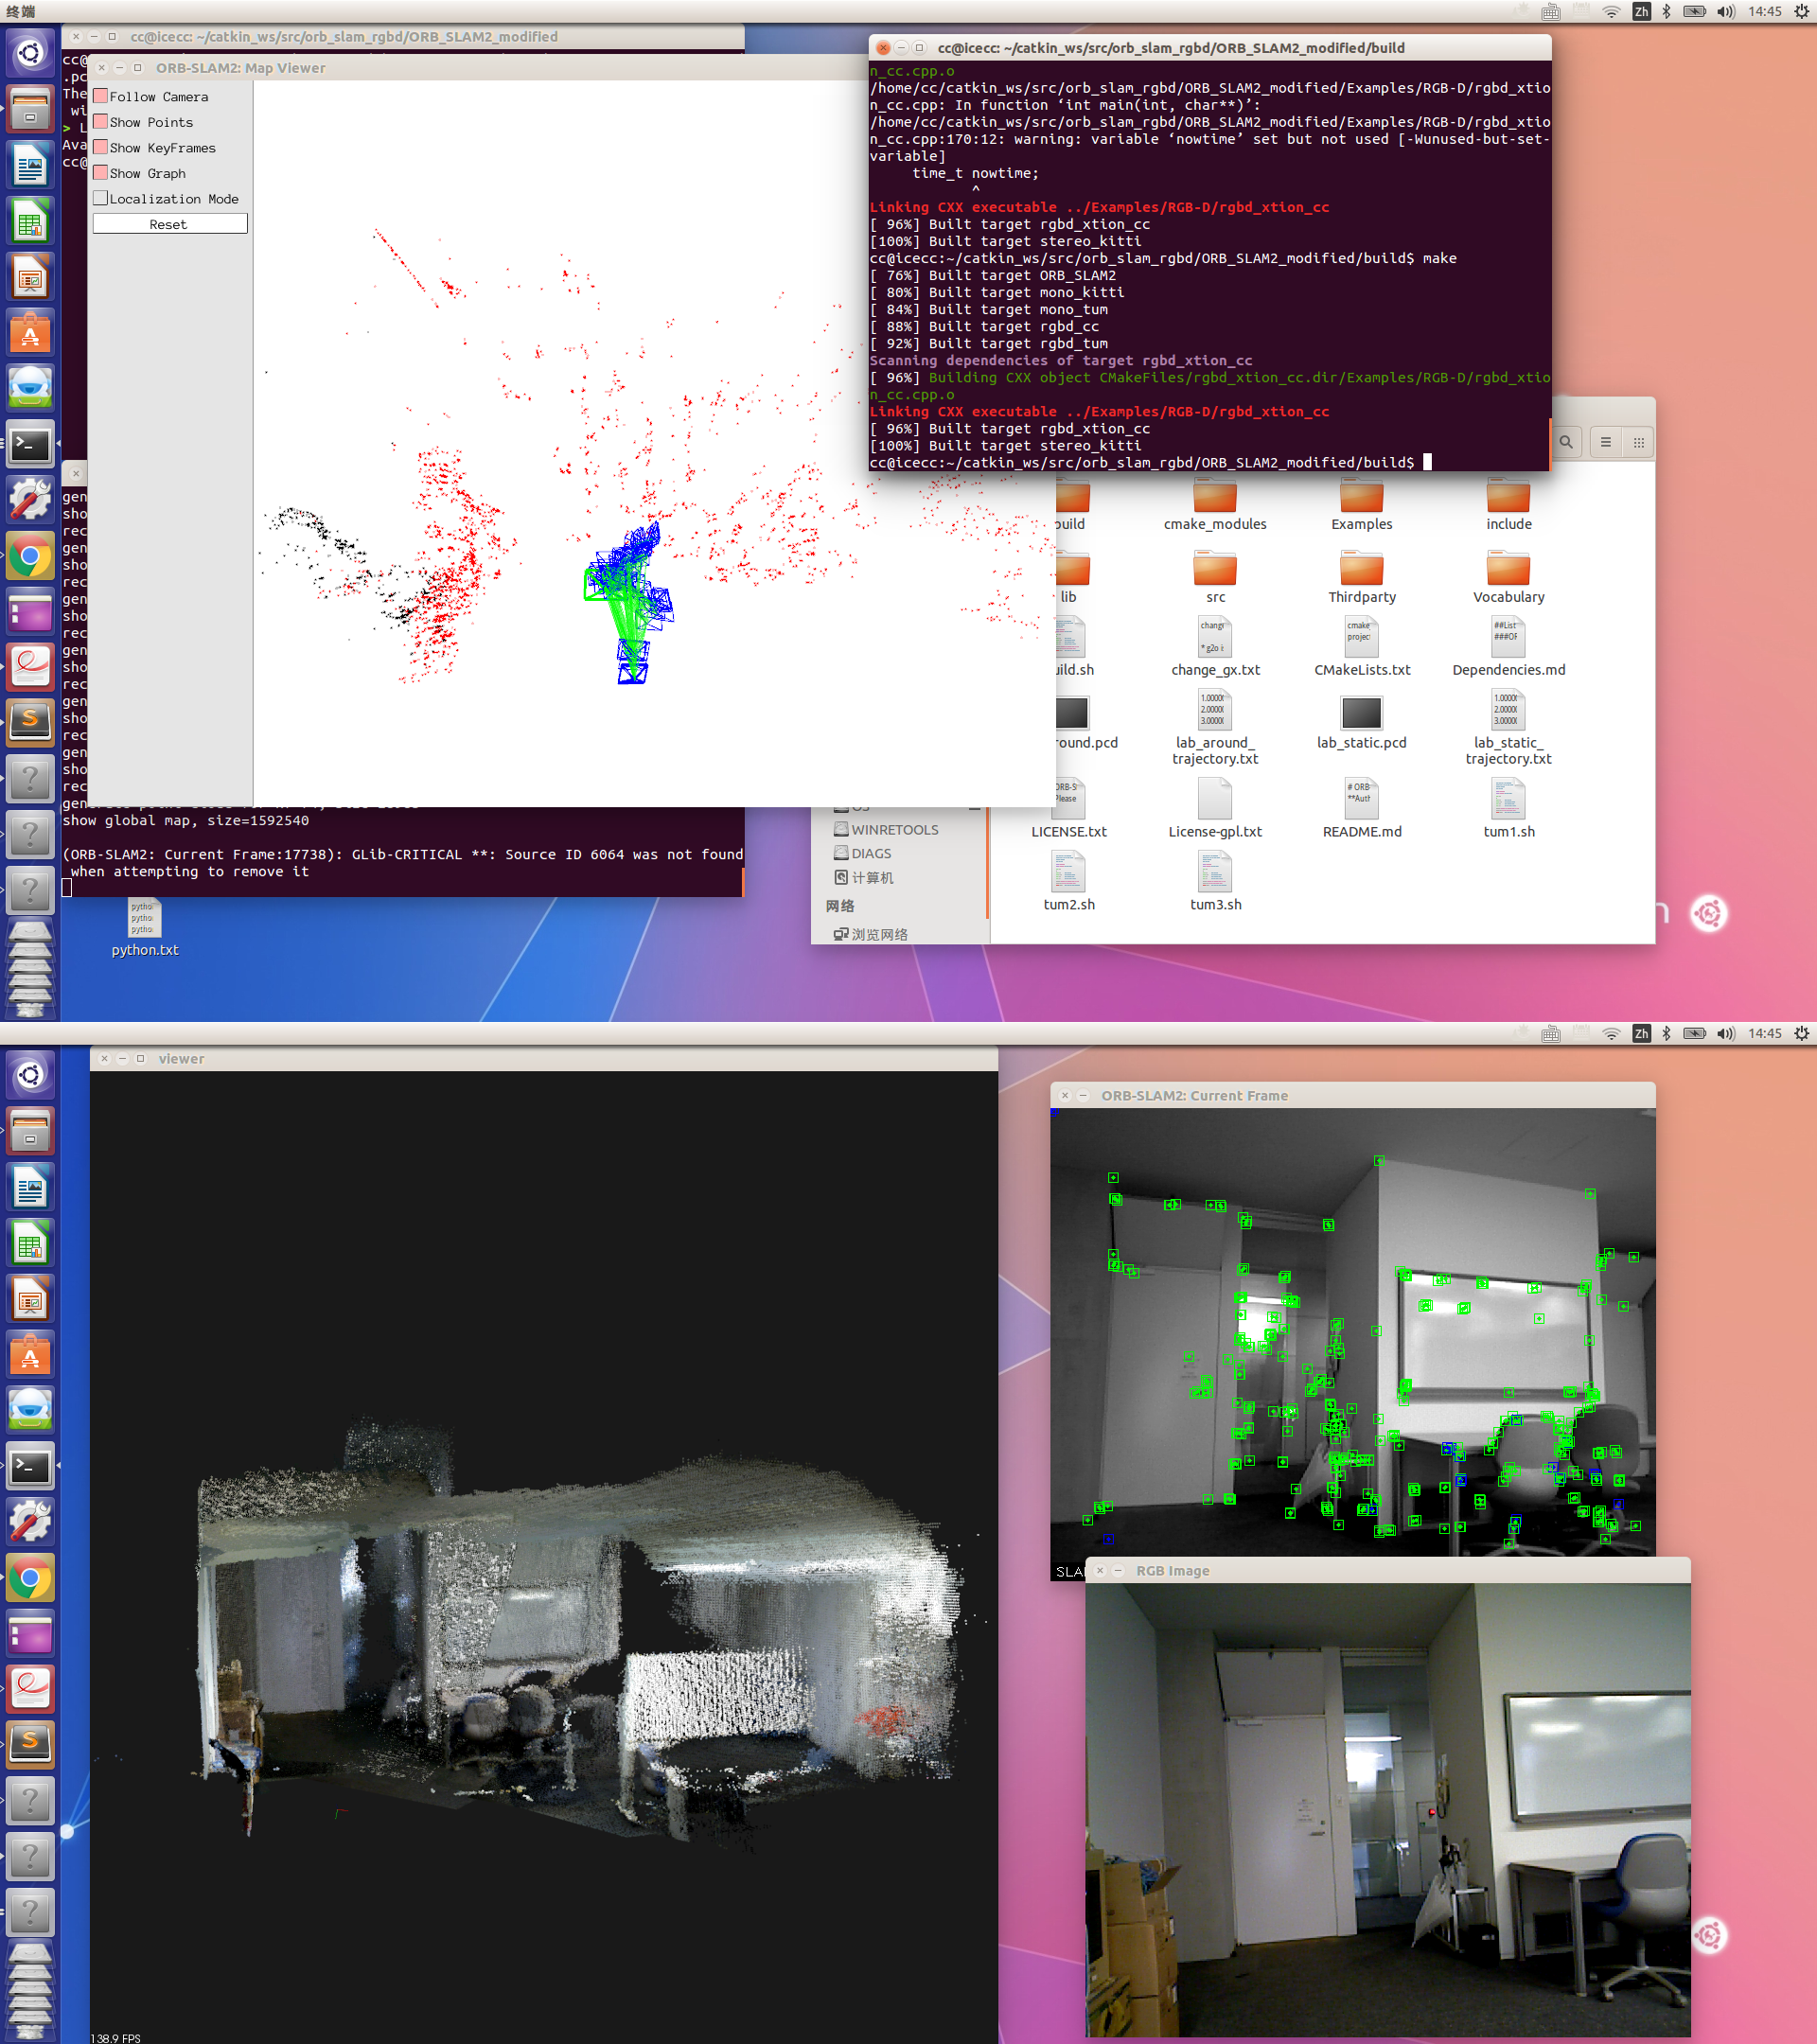 终端
Zh
14:45
cc@icecc: ~/catkin_ws/src/orb_slam_rgbd/ORB_SLAM2_modified
cc@
.pc
The
wi
> L
Ava
cc@
ORB-SLAM2: Map Viewer
Follow Camera
Show Points
Show KeyFrames
Show Graph
Localization Mode
Reset
cc@icecc: ~/catkin_ws/src/orb_slam_rgbd/ORB_SLAM2_modified/build
n_cc.cpp.o
/home/cc/catkin_ws/src/orb_slam_rgbd/ORB_SLAM2_modified/Examples/RGB-D/rgbd_xtio
n_cc.cpp: In function ‘int main(int, char**)’:
/home/cc/catkin_ws/src/orb_slam_rgbd/ORB_SLAM2_modified/Examples/RGB-D/rgbd_xtio
n_cc.cpp:170:12: warning: variable ‘nowtime’ set but not used [-Wunused-but-set-
variable]
time_t nowtime;
^
Linking CXX executable ../Examples/RGB-D/rgbd_xtion_cc
[ 96%] Built target rgbd_xtion_cc
[100%] Built target stereo_kitti
cc@icecc:~/catkin_ws/src/orb_slam_rgbd/ORB_SLAM2_modified/build$ make
[ 76%] Built target ORB_SLAM2
[ 80%] Built target mono_kitti
[ 84%] Built target mono_tum
[ 88%] Built target rgbd_cc
[ 92%] Built target rgbd_tum
Scanning dependencies of target rgbd_xtion_cc
[ 96%] Building CXX object CMakeFiles/rgbd_xtion_cc.dir/Examples/RGB-D/rgbd_xtio
n_cc.cpp.o
Linking CXX executable ../Examples/RGB-D/rgbd_xtion_cc
[ 96%] Built target rgbd_xtion_cc
[100%] Built target stereo_kitti
cc@icecc:~/catkin_ws/src/orb_slam_rgbd/ORB_SLAM2_modified/build$
gen
sho
rec
gen
sho
rec
gen
sho
rec
gen
sho
rec
gen
sho
rec
gen
sho
rec
show global map, size=1592540
(ORB-SLAM2: Current Frame:17738): GLib-CRITICAL **: Source ID 6064 was not found
when attempting to remove it
python.txt
uild
cmake_modules
Examples
include
lib
src
Thirdparty
Vocabulary
uild.sh
change_gx.txt
CMakeLists.txt
Dependencies.md
round.pcd
lab_around_
trajectory.txt
lab_static.pcd
lab_static_
trajectory.txt
LICENSE.txt
License-gpl.txt
README.md
tum1.sh
tum2.sh
tum3.sh
WINRETOOLS
DIAGS
计算机
网络
浏览网络
Zh
14:45
viewer
138.9 FPS
ORB-SLAM2: Current Frame
SLA
RGB Image